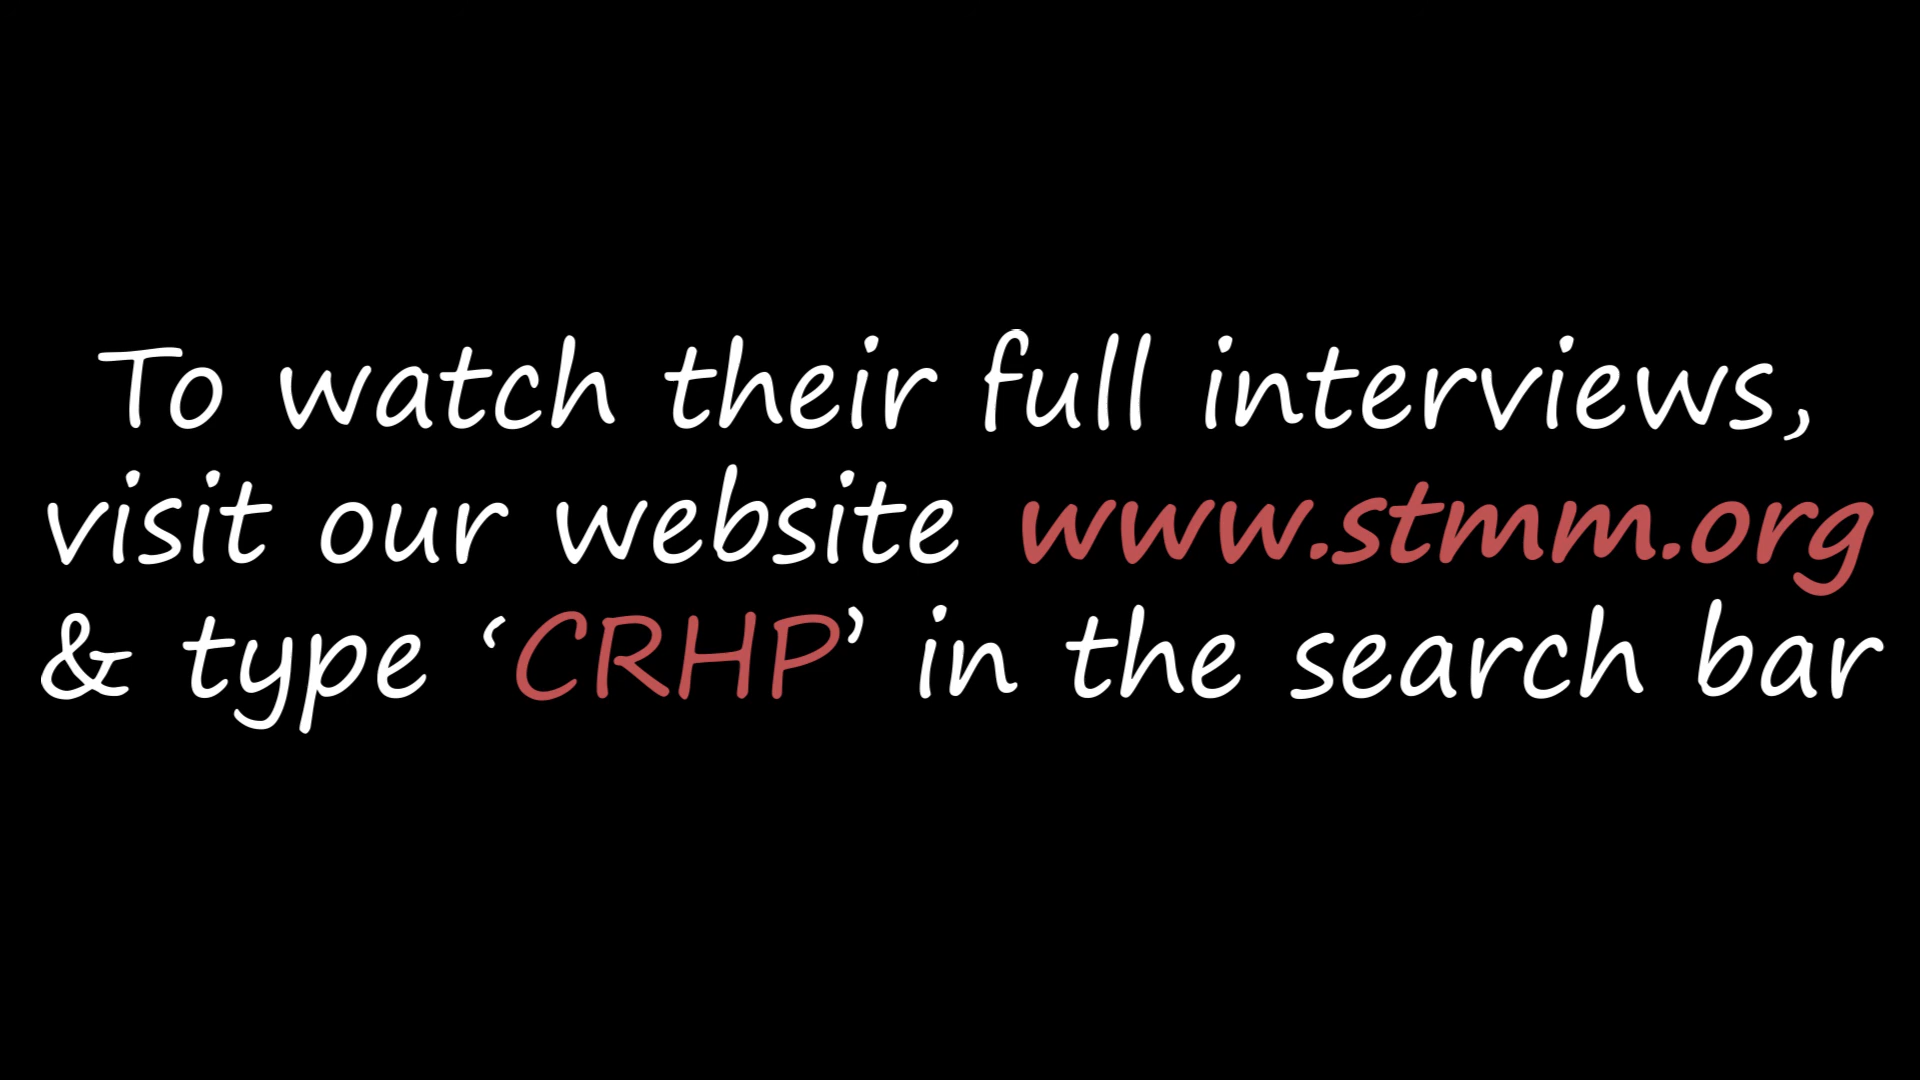 To watch their full interviews,
visit our website www.stmm.org
& type ‘CRHP’ in the search bar